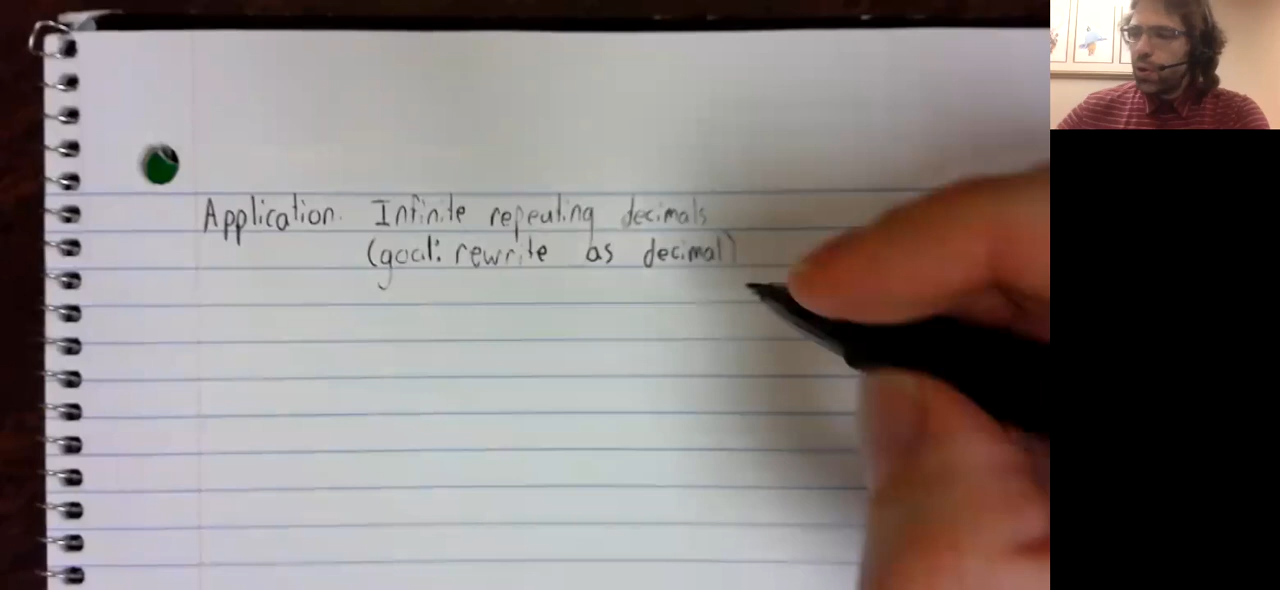 Application. Infinite repeating decimals
(goal: rewrite as decimal)